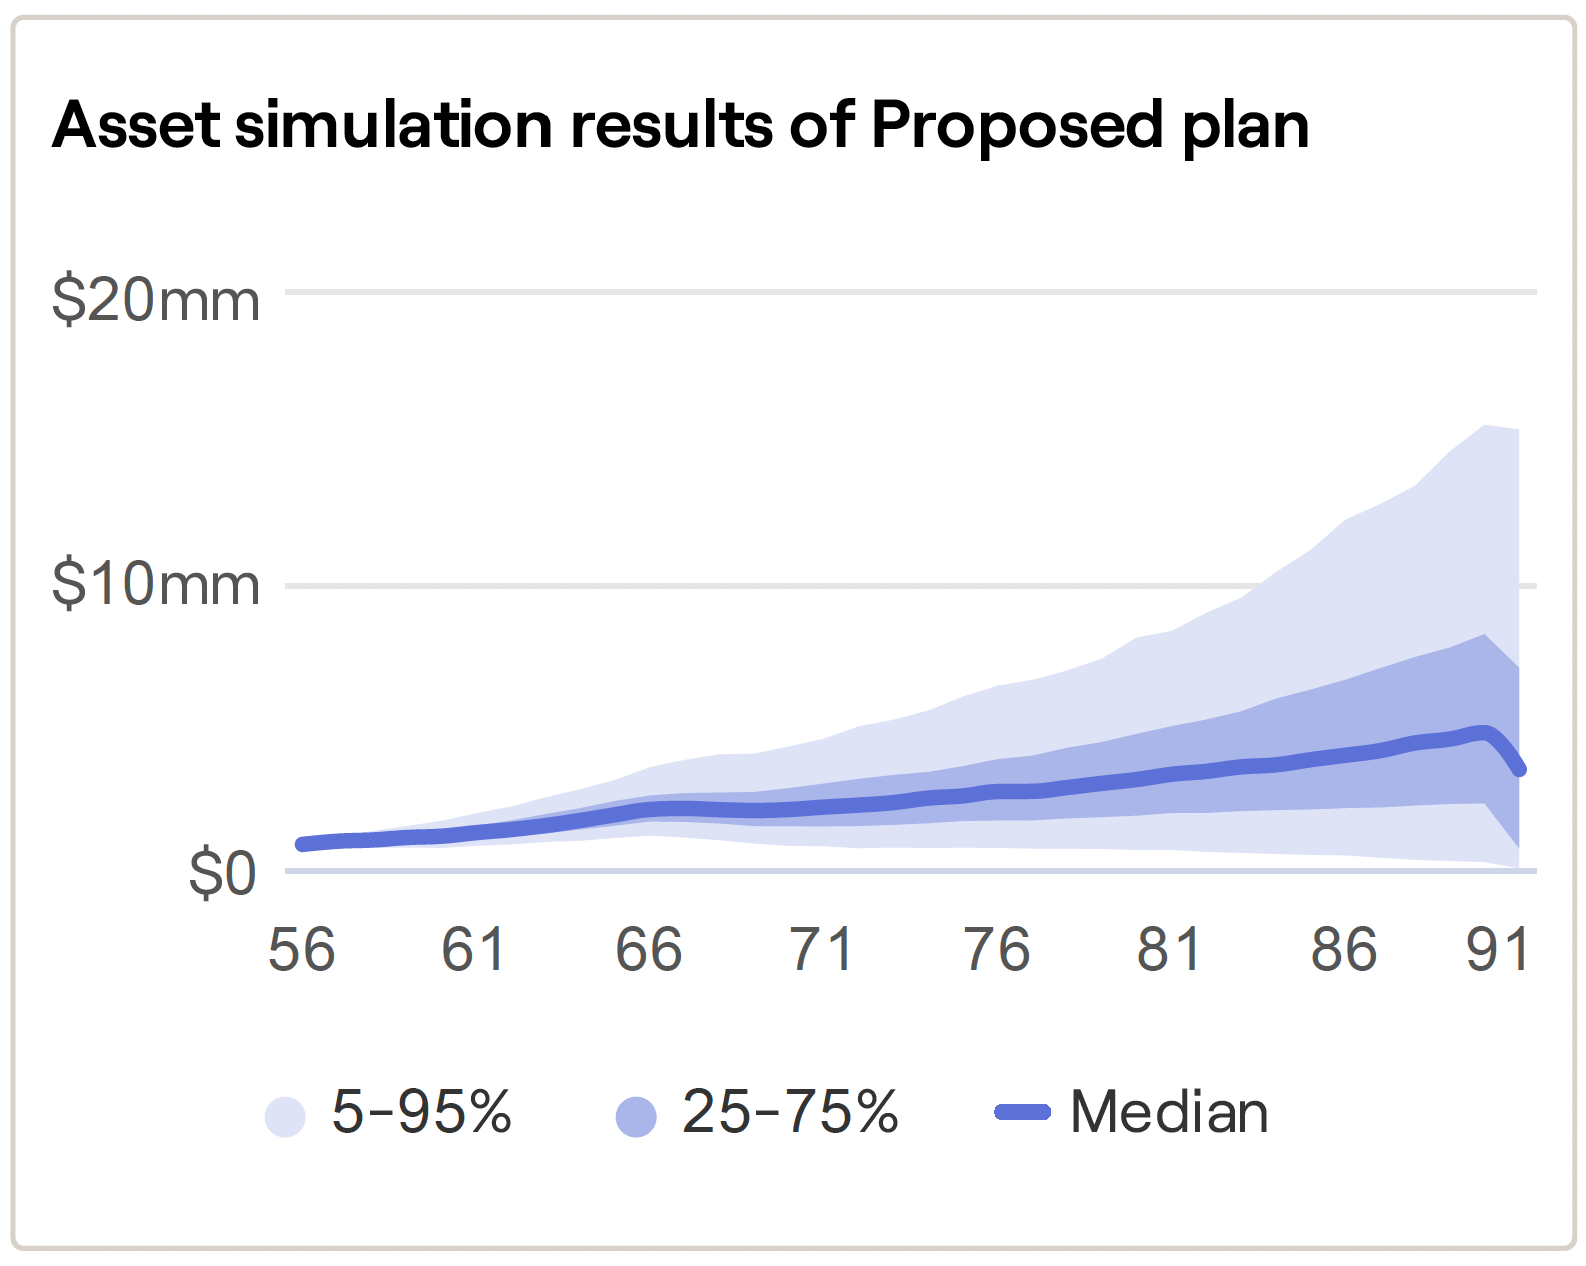 Asset simulation results of Proposed plan
$20mm
$10mm
$0
56 61 66 71 76 81 86 91
5-95% 25-75% Median